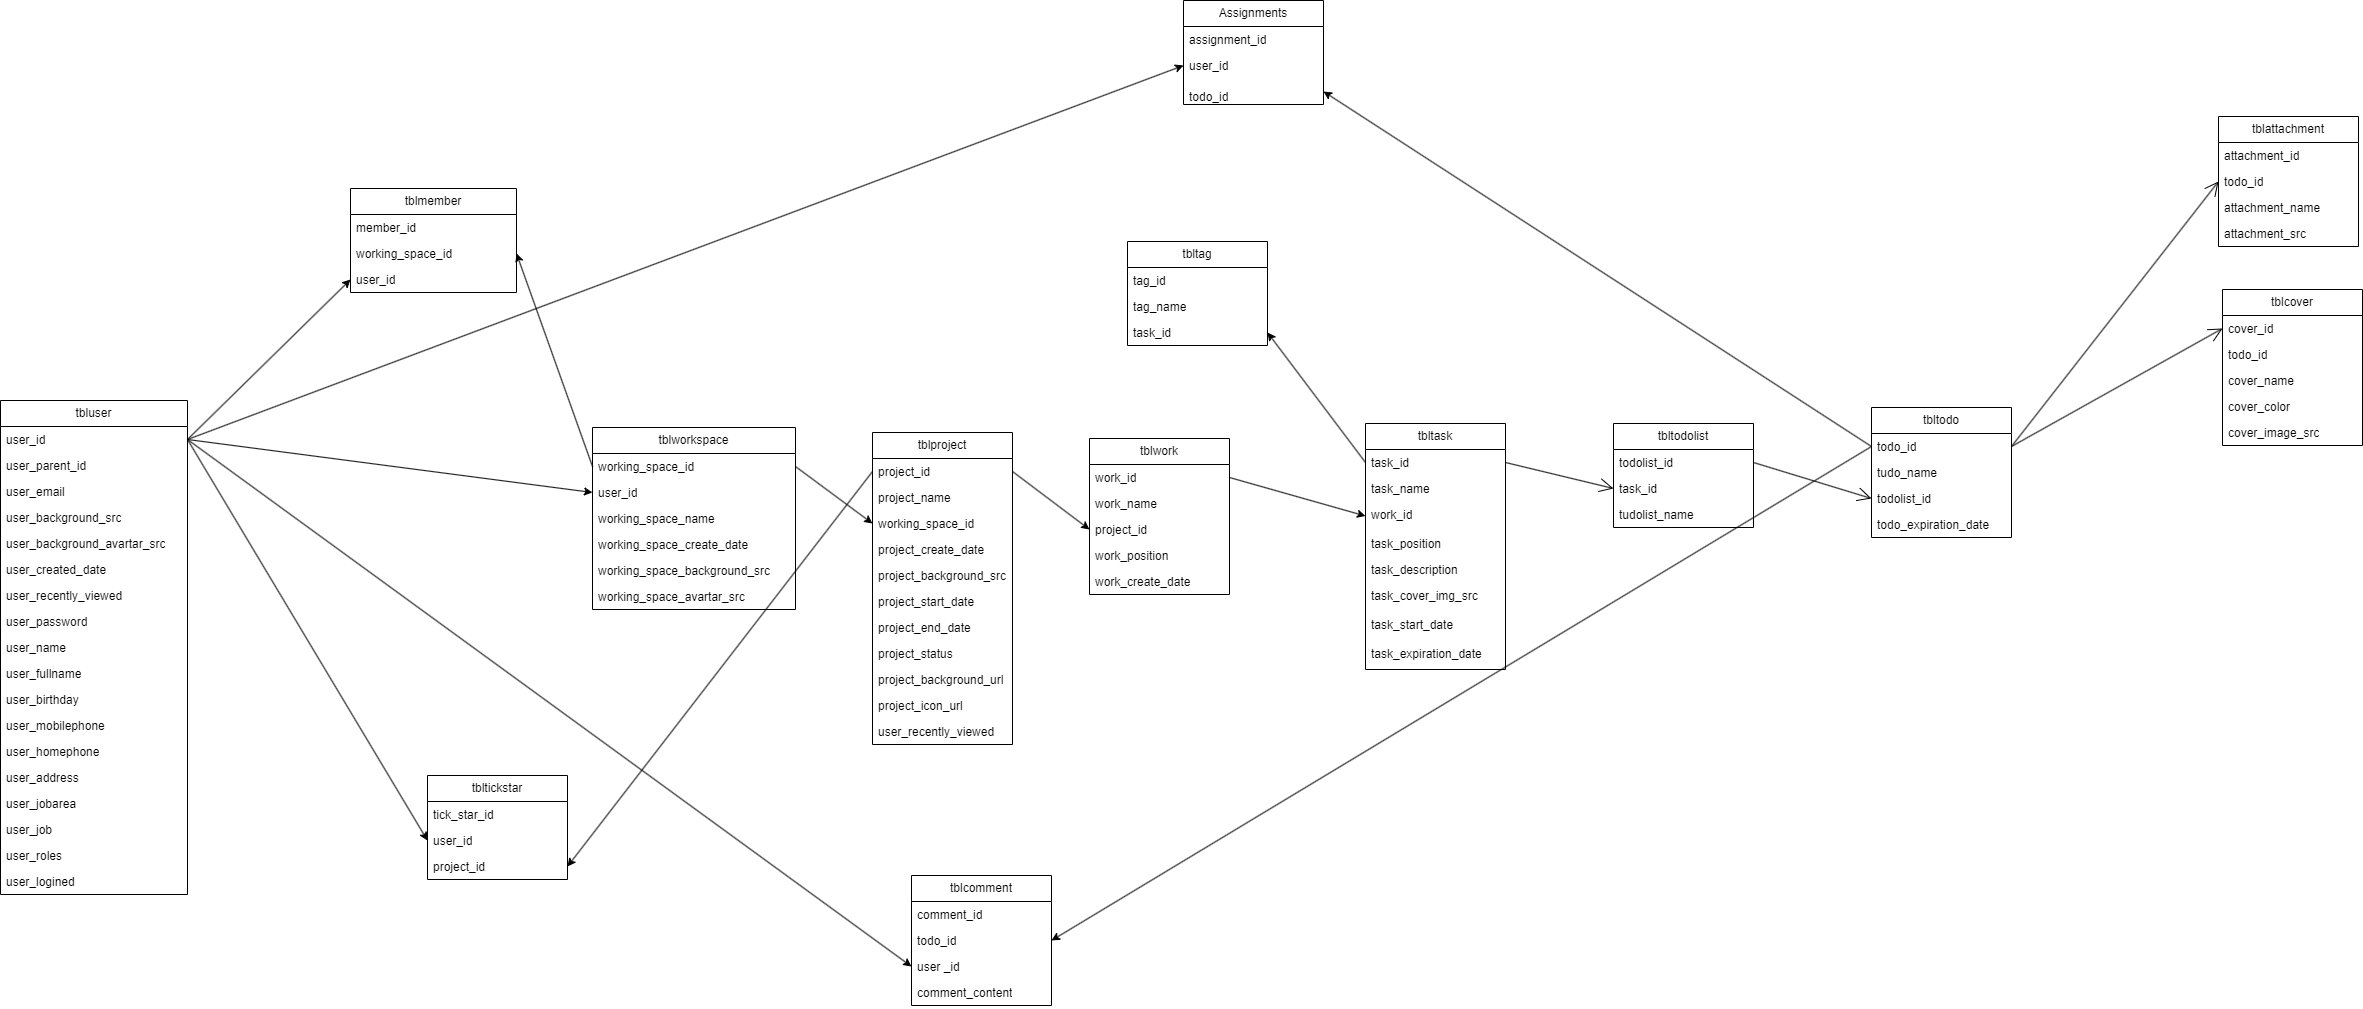 Assignments
assignment_id
user_id
todo_id
tblattachment
attachment_id
todo_id
attachment_name
attachment_src
tblmember
member_id
working_space_id
user_id
tbltag
tag_id
tag_name
task_id
tblcover
cover_id
todo_id
cover_name
cover_color
cover_image_src
tbluser
user_id
user_parent_id
user_email
user_background_src
user_background_avartar_src
user_created_date
user_recently_viewed
user_password
user_name
user_fullname
user_birthday
user_mobilephone
user_homephone
user_address
user_jobarea
user_job
user_roles
user_logined
tblworkspace
working_space_id
user_id
working_space_name
working_space_create_date
working_space_background_src
working_space_avartar_src
tblproject
project_id
project_name
working_space_id
project_create_date
project_background_src
project_start_date
project_end_date
project_status
project_background_url
project_icon_url
user_recently_viewed
tblwork
work_id
work_name
project_id
work_position
work_create_date
tbltask
task_id
task_name
work_id
task_position
task_description
task_cover_img_src
task_start_date
task_expiration_date
tbltodolist
todolist_id
task_id
tudolist_name
tbltodo
todo_id
tudo_name
todolist_id
todo_expiration_date
tbltickstar
tick_star_id
user_id
project_id
tblcomment
comment_id
todo_id
user _id
comment_content